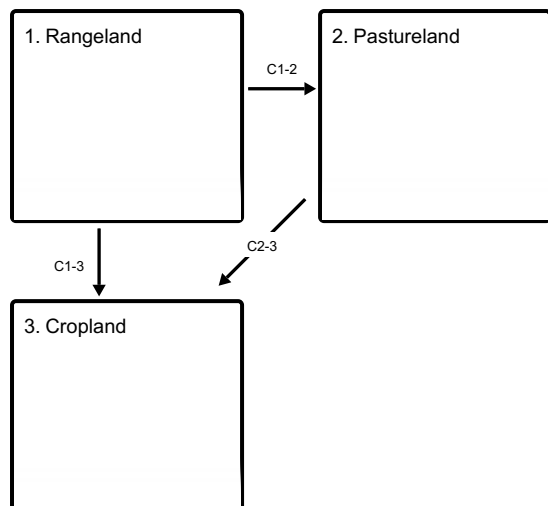 1. Rangeland
C1-2
2. Pastureland
C1-3
C2-3
3. Cropland